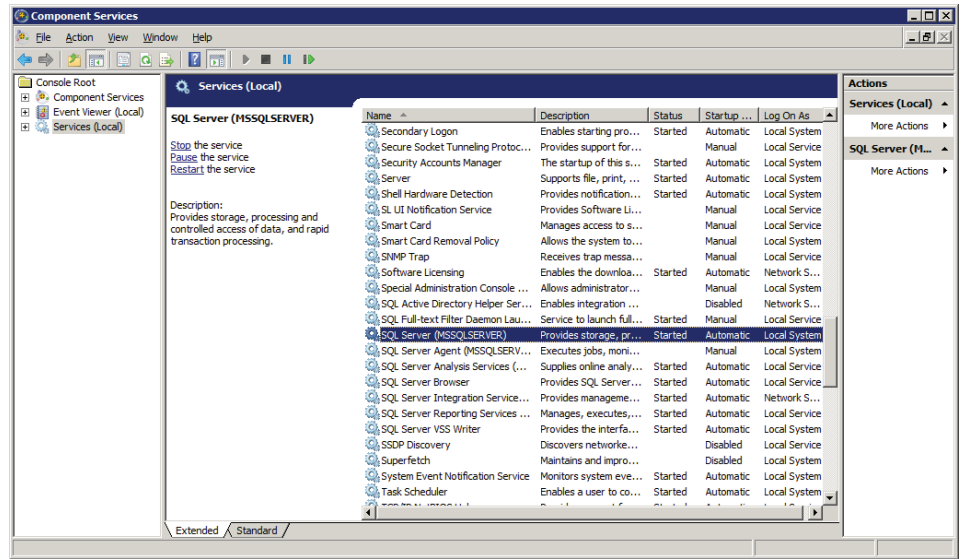 Component Services
File Action View Window Help
Console Root
Component Services
Event Viewer (Local)
Services (Local)
Services (Local)
SQL Server (MSSQLSERVER)
Stop the service
Pause the service
Restart the service
Description:
Provides storage, processing and
controlled access of data, and rapid
transaction processing.
Name Description Status Startup ... Log On As
Secondary Logon Enables starting pro... Started Automatic Local System
Secure Socket Tunneling Protoc... Provides support for... Manual Local Service
Security Accounts Manager The startup of this s... Started Automatic Local System
Server Supports file, print, ... Started Automatic Local System
Shell Hardware Detection Provides notification... Started Automatic Local System
SL UI Notification Service Provides Software Li... Manual Local Service
Smart Card Manages access to s... Manual Local Service
Smart Card Removal Policy Allows the system to... Manual Local System
SNMP Trap Receives trap messa... Manual Local Service
Software Licensing Enables the downloa... Started Automatic Network S...
Special Administration Console ... Allows administrator... Manual Local System
SQL Active Directory Helper Ser... Enables integration ... Disabled Network S...
SQL Full-text Filter Daemon Lau... Service to launch full... Started Manual Local Service
SQL Server (MSSQLSERVER) Provides storage, pr... Started Automatic Local System
SQL Server Agent (MSSQLSERV... Executes jobs, moni... Manual Local System
SQL Server Analysis Services (... Supplies online analy... Started Automatic Local System
SQL Server Browser Provides SQL Server... Started Automatic Local Service
SQL Server Integration Service... Provides manageme... Started Automatic Network S...
SQL Server Reporting Services ... Manages, executes,... Started Automatic Local Service
SQL Server VSS Writer Provides the interfa... Started Automatic Local System
SSDP Discovery Discovers networke... Disabled Local Service
Superfetch Maintains and impro... Disabled Local System
System Event Notification Service Monitors system eve... Started Automatic Local System
Task Scheduler Enables a user to co... Started Automatic Local System
Extended Standard
Actions
Services (Local)
More Actions
SQL Server (M...
More Actions